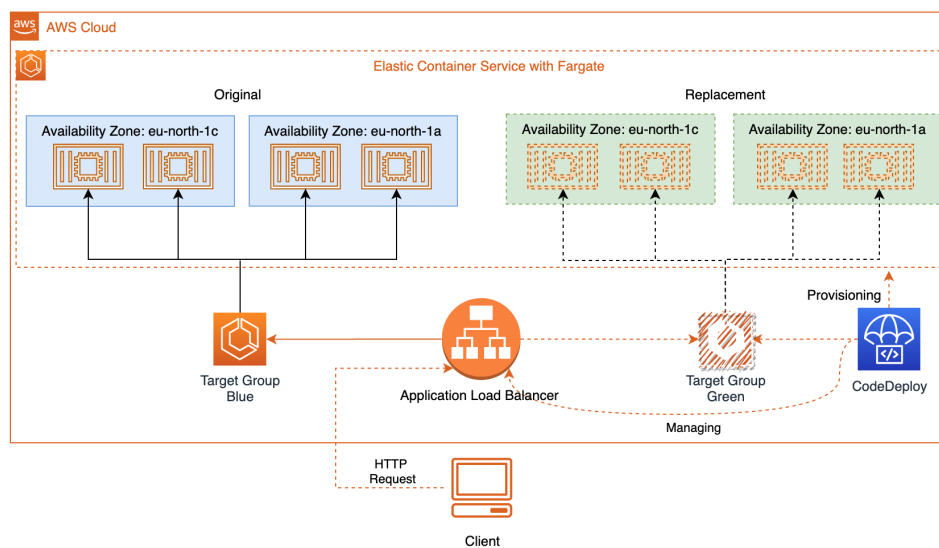 aws
AWS Cloud
Elastic Container Service with Fargate
Original
Replacement
Availability Zone: eu-north-1c
Availability Zone: eu-north-1a
Availability Zone: eu-north-1c
Availability Zone: eu-north-1a
Provisioning
Target Group
Blue
Application Load Balancer
Target Group
Green
</>
CodeDeploy
Managing
HTTP
Request
Client